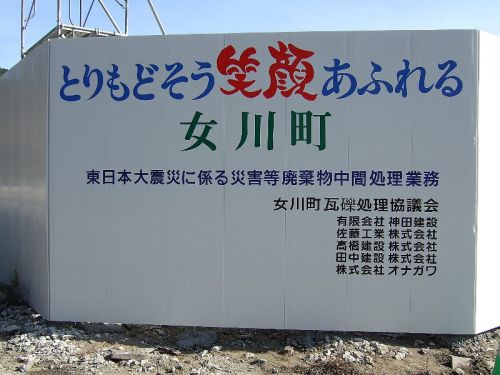 とりもどそう笑顔あふれる
女川町
東日本大震災に係る災害等廃棄物中間処理業務
女川町瓦礫処理協議会
有限会社 神田建設
佐藤工業 株式会社
高橋建設 株式会社
田中建設 株式会社
株式会社 オナガワ